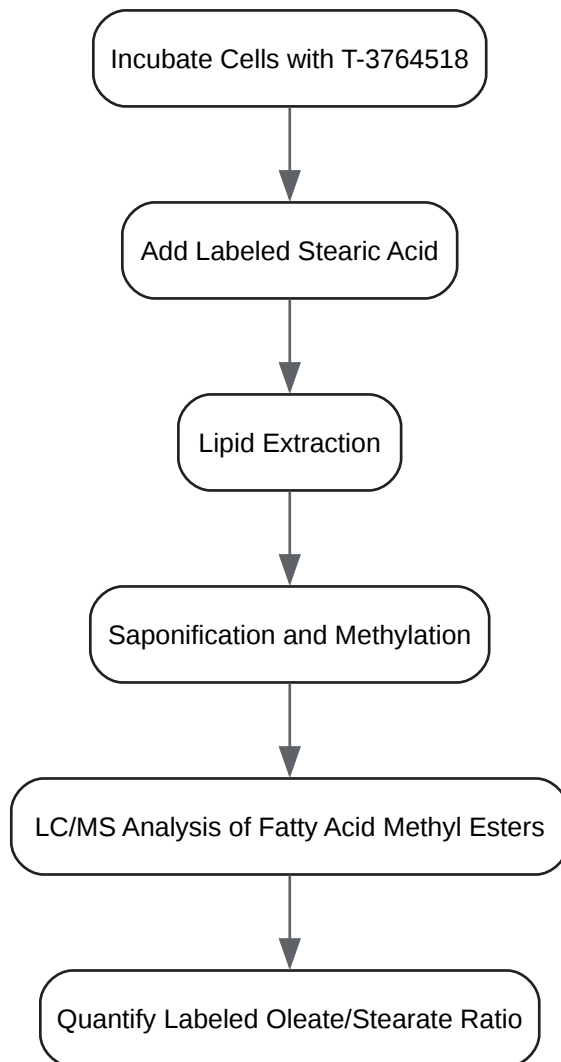 Incubate Cells with T-3764518
Add Labeled Stearic Acid
Lipid Extraction
Saponification and Methylation
LC/MS Analysis of Fatty Acid Methyl Esters
Quantify Labeled Oleate/Stearate Ratio